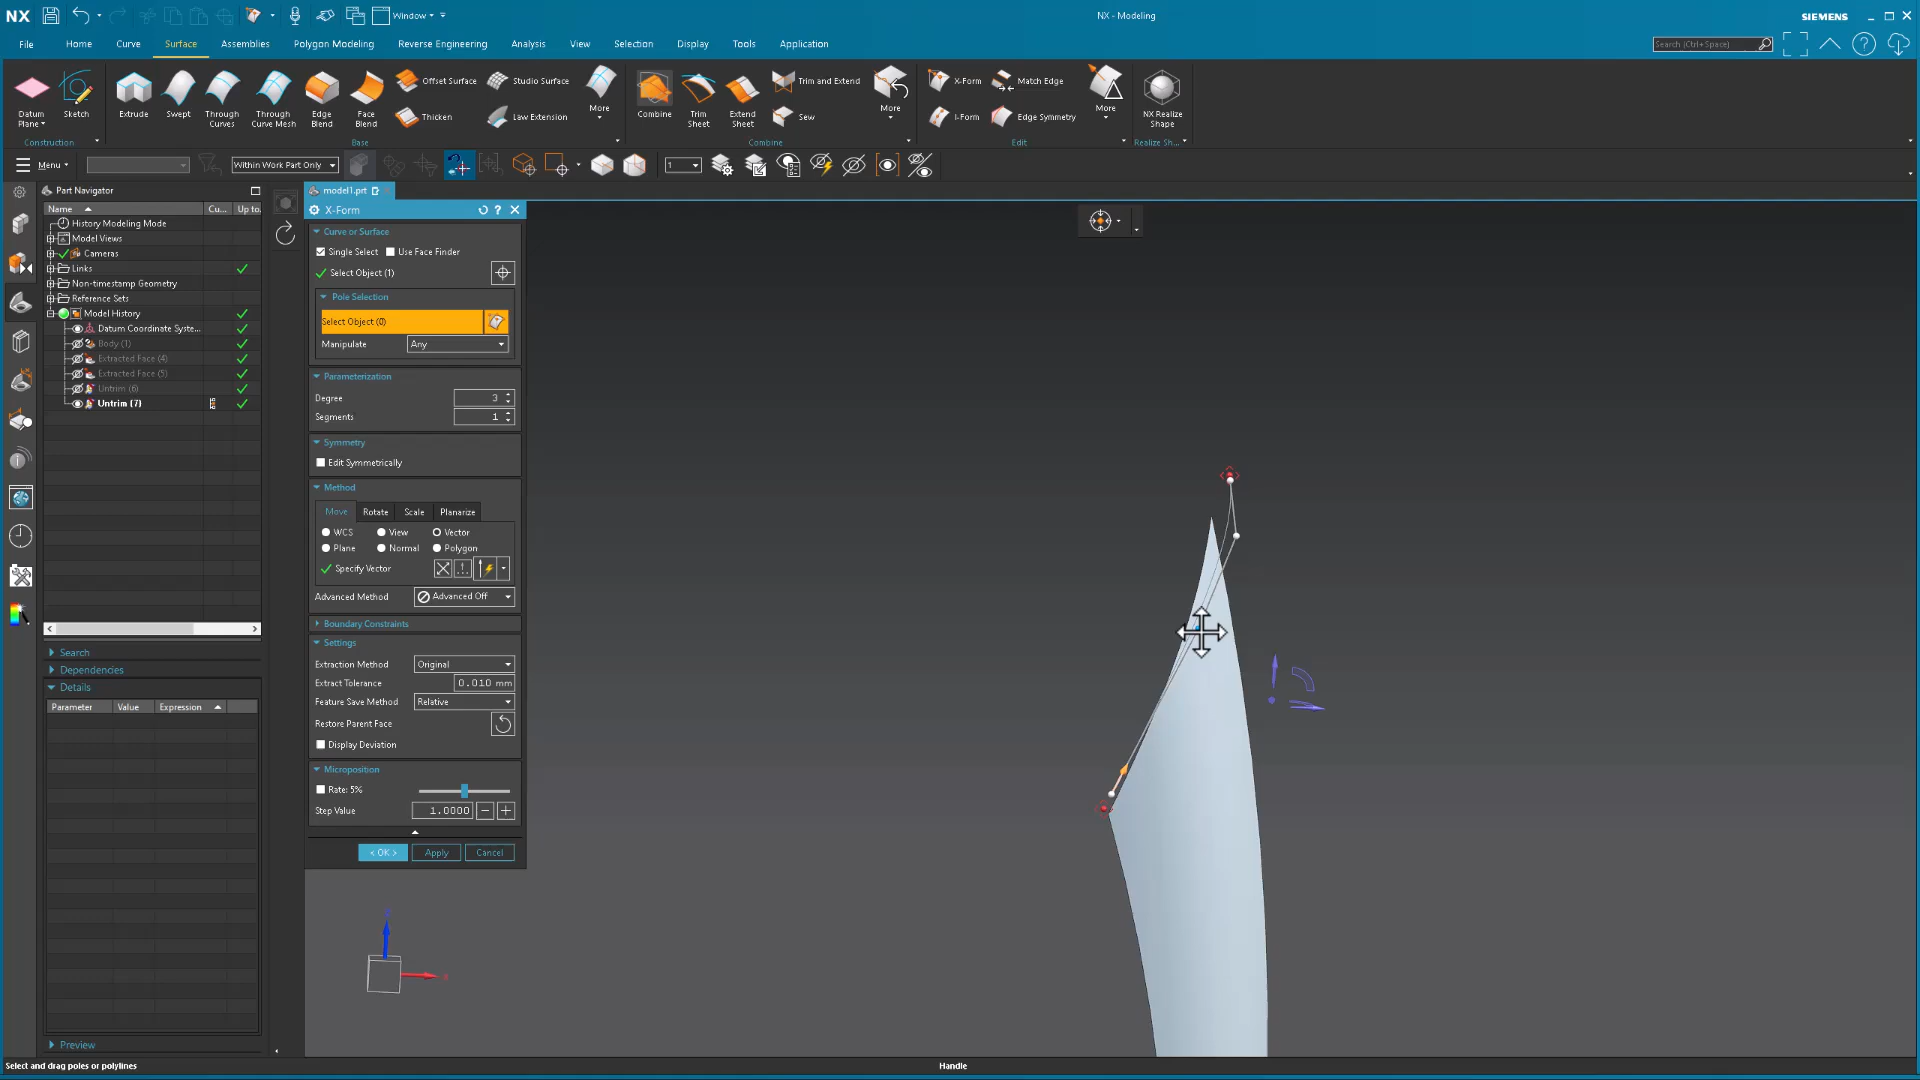 NX
Window
NX - Modeling
SIEMENS
File
Home
Curve
Surface
Assemblies
Polygon Modeling
Reverse Engineering
Analysis
View
Selection
Display
Tools
Application
Search (Ctrl+Space)
Datum
Plane
Sketch
Extrude
Swept
Through
Curves
Through
Curve Mesh
Edge
Blend
Face
Blend
Offset Surface
Thicken
Studio Surface
Law Extension
More
Combine
Trim
Sheet
Extend
Sheet
Trim and Extend
Sew
More
X-Form
I-Form
Match Edge
Edge Symmetry
More
NX Realize
Shape
Construction
Base
Combine
Edit
Realize Sh...
Menu
Within Work Part Only
1
Part Navigator
Name
Cu...
Up to.
History Modeling Mode
Model Views
Cameras
Links
Non-timestamp Geometry
Reference Sets
Model History
Datum Coordinate Syste...
Body (1)
Extracted Face (4)
Extracted Face (5)
Untrim (6)
Untrim (7)
Search
Dependencies
Details
Parameter
Value
Expression
Preview
model1.prt
X-Form
Curve or Surface
Single Select
Use Face Finder
Select Object (1)
Pole Selection
Select Object (0)
Manipulate
Any
Parameterization
Degree
3
Segments
1
Symmetry
Edit Symmetrically
Method
Move
Rotate
Scale
Planarize
WCS
View
Vector
Plane
Normal
Polygon
Specify Vector
Advanced Method
Advanced Off
Boundary Constraints
Settings
Extraction Method
Original
Extract Tolerance
0.010 mm
Feature Save Method
Relative
Restore Parent Face
Display Deviation
Microposition
Rate: 5%
Step Value
1.0000
< OK >
Apply
Cancel
Select and drag poles or polylines
Handle